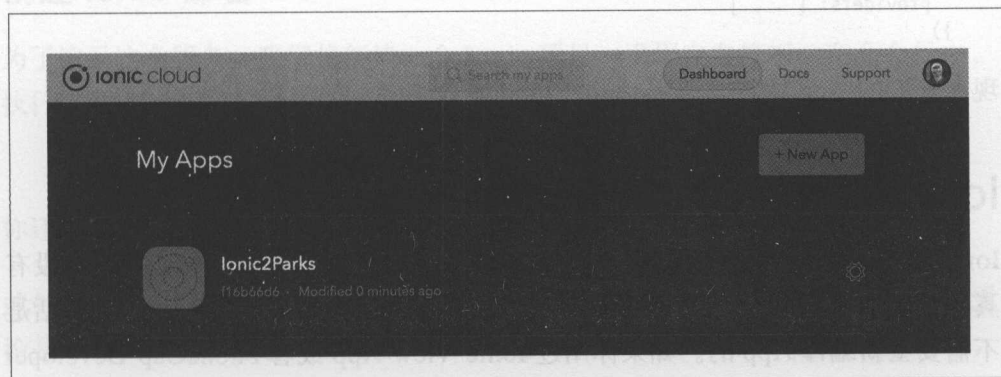 ionic cloud
Search my apps
Dashboard
Docs
Support
My Apps
+ New App
Ionic2Parks
f16b66d6 · Modified 0 minutes ago